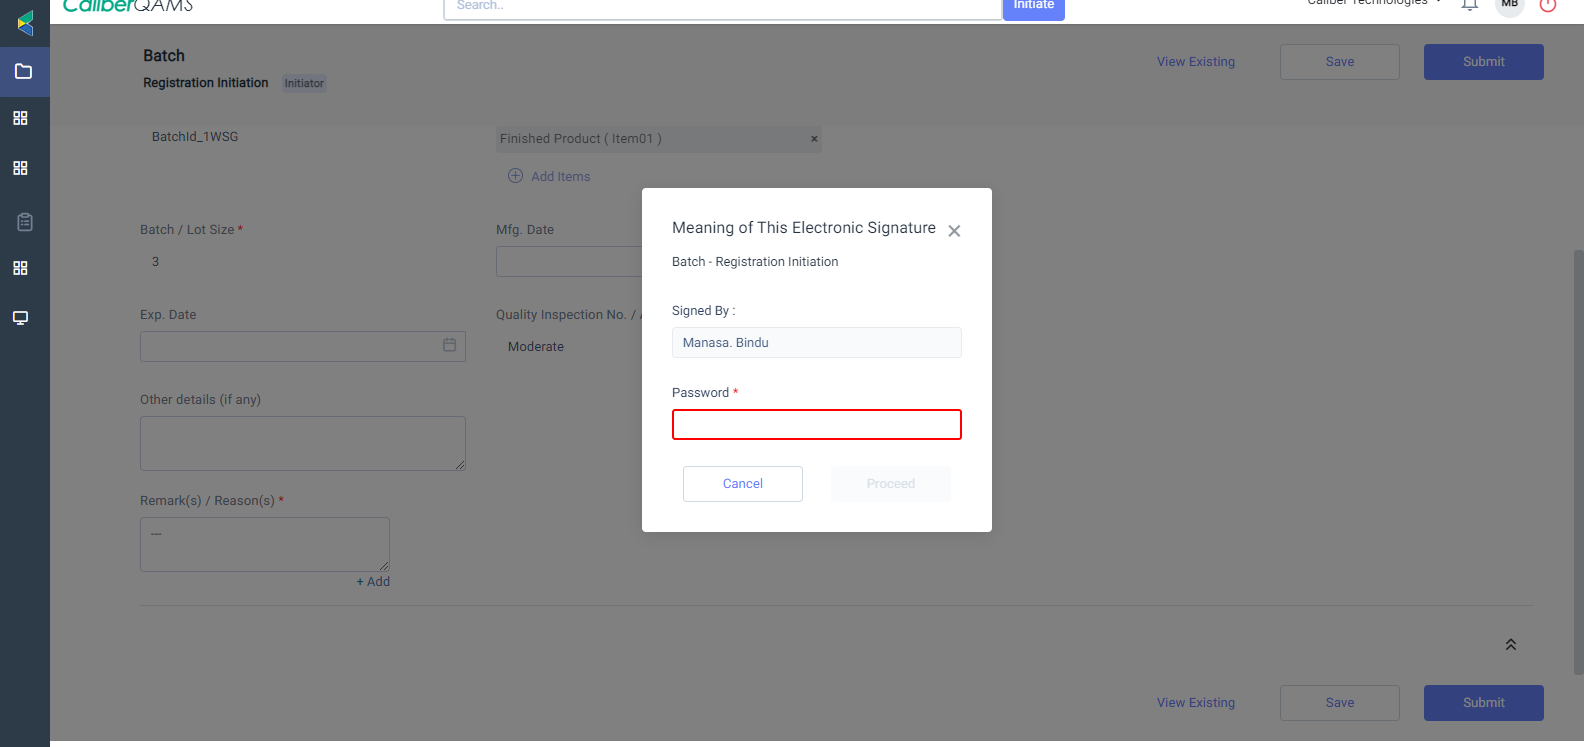 CaliberQAMS
Search..
Initiate
Caliber Technologies
MB
Batch
Registration Initiation Initiator
View Existing
Save
Submit
BatchId_1WSG
Finished Product ( Item01 ) ×
Add Items
Batch / Lot Size *
3
Mfg. Date
Exp. Date
Quality Inspection No. /
Moderate
Other details (if any)
Remark(s) / Reason(s) *
---
+ Add
Meaning of This Electronic Signature
Batch - Registration Initiation
Signed By :
Manasa. Bindu
Password *
Cancel
Proceed
View Existing
Save
Submit